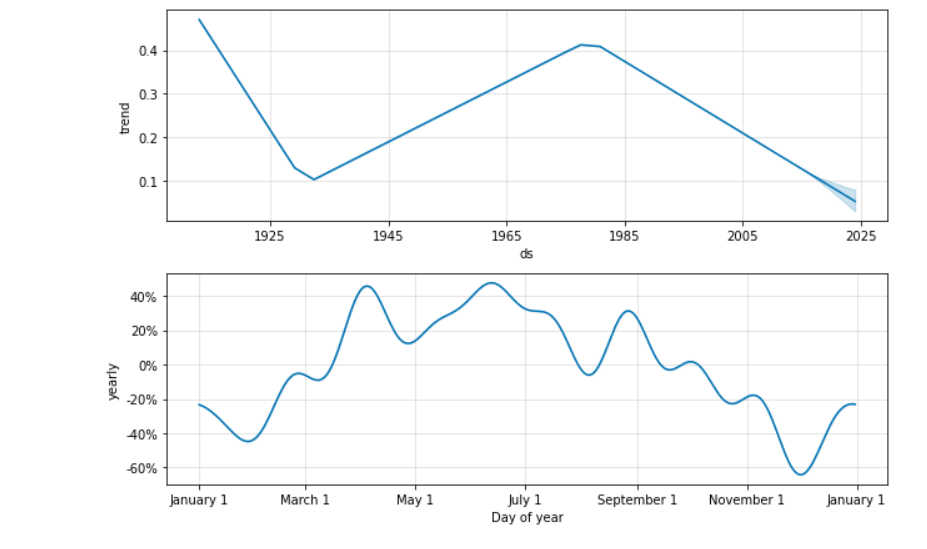 0.4
0.3
0.2
0.1
trend
1925 1945 1965 1985 2005 2025
ds
40%
20%
0%
-20%
-40%
-60%
yearly
January 1 March 1 May 1 July 1 September 1 November 1 January 1
Day of year